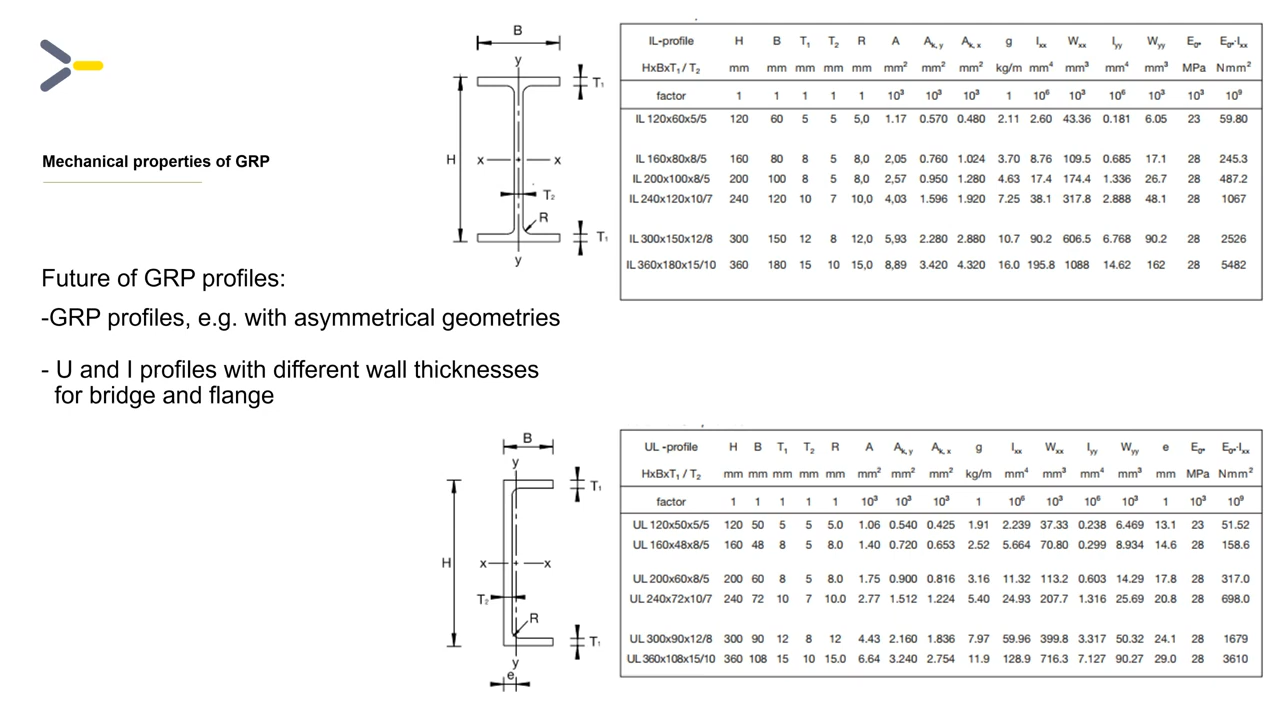 Mechanical properties of GRP
Future of GRP profiles:
-GRP profiles, e.g. with asymmetrical geometries
- U and I profiles with different wall thicknesses
for bridge and flange
B
y
T₁
H
x
x
T₂
R
T₁
y
IL-profile H B T₁ T₂ R A Aₖ,y Aₖ,x g Ixx Wxx Iyy Wyy E₀° E₀°·Ixx
HxBxT₁ / T₂ mm mm mm mm mm mm² mm² mm² kg/m mm⁴ mm³ mm⁴ mm³ MPa Nmm²
factor 1 1 1 1 1 10³ 10³ 10³ 1 10⁶ 10³ 10⁶ 10³ 10³ 10⁹
IL 120x60x5/5 120 60 5 5 5,0 1.17 0.570 0.480 2.11 2.60 43.36 0.181 6.05 23 59.80
IL 160x80x8/5 160 80 8 5 8,0 2,05 0.760 1.024 3.70 8.76 109.5 0.685 17.1 28 245.3
IL 200x100x8/5 200 100 8 5 8,0 2,57 0.950 1.280 4.63 17.4 174.4 1.336 26.7 28 487.2
IL 240x120x10/7 240 120 10 7 10,0 4,03 1.596 1.920 7.25 38.1 317.8 2.888 48.1 28 1067
IL 300x150x12/8 300 150 12 8 12,0 5,93 2.280 2.880 10.7 90.2 606.5 6.768 90.2 28 2526
IL 360x180x15/10 360 180 15 10 15,0 8,89 3.420 4.320 16.0 195.8 1088 14.62 162 28 5482
B
y
T₁
H
x
x
T₂
R
T₁
y
e
UL -profile H B T₁ T₂ R A Aₖ,y Aₖ,x g Ixx Wxx Iyy Wyy e E₀° E₀°·Ixx
HxBxT₁ / T₂ mm mm mm mm mm mm² mm² mm² kg/m mm⁴ mm³ mm⁴ mm³ mm MPa Nmm²
factor 1 1 1 1 1 10³ 10³ 10³ 1 10⁶ 10³ 10⁶ 10³ 1 10³ 10⁹
UL 120x50x5/5 120 50 5 5 5.0 1.06 0.540 0.425 1.91 2.239 37.33 0.238 6.469 13.1 23 51.52
UL 160x48x8/5 160 48 8 5 8.0 1.40 0.720 0.653 2.52 5.664 70.80 0.299 8.934 14.6 28 158.6
UL 200x60x8/5 200 60 8 5 8.0 1.75 0.900 0.816 3.16 11.32 113.2 0.603 14.29 17.8 28 317.0
UL 240x72x10/7 240 72 10 7 10.0 2.77 1.512 1.224 5.40 24.93 207.7 1.316 25.69 20.8 28 698.0
UL 300x90x12/8 300 90 12 8 12 4.43 2.160 1.836 7.97 59.96 399.8 3.317 50.32 24.1 28 1679
UL 360x108x15/10 360 108 15 10 15.0 6.64 3.240 2.754 11.9 128.9 716.3 7.127 90.27 29.0 28 3610